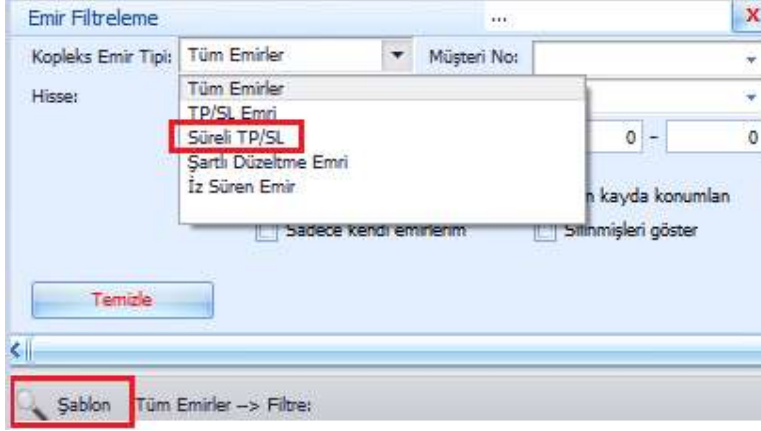 Emir Filtreleme ... X
Kopleks Emir Tipi: Tüm Emirler Müşteri No:
Hisse:
Tüm Emirler
TP/SL Emri
Süreli TP/SL
0 - 0
Şartlı Düzeltme Emri
İz Süren Emir
n kayda konumlan
Sadece kendi emirlerim Silinmişleri göster
Temizle
Şablon Tüm Emirler --> Filtre: